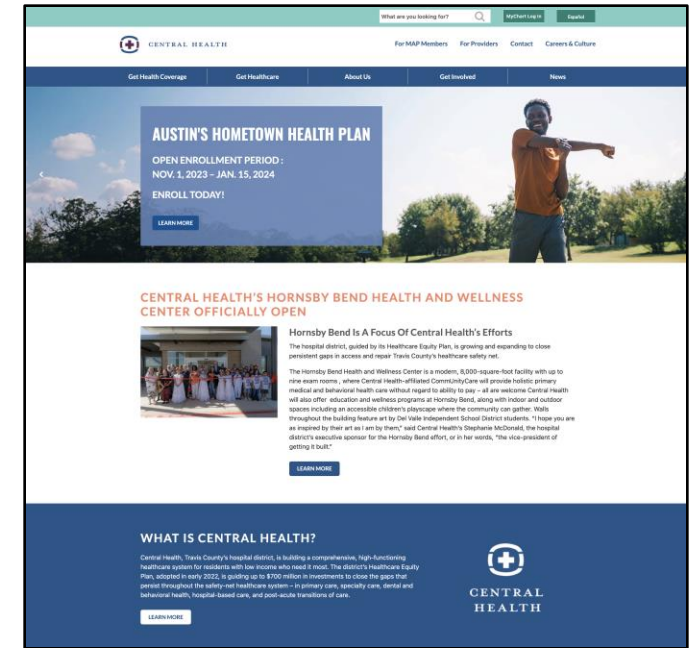 What are you looking for?
MyChart Log In
Español
CENTRAL HEALTH
For MAP Members
For Providers
Contact
Careers & Culture
Get Health Coverage
Get Healthcare
About Us
Get Involved
News
AUSTIN'S HOMETOWN HEALTH PLAN
OPEN ENROLLMENT PERIOD :
NOV. 1, 2023 – JAN. 15, 2024
ENROLL TODAY!
LEARN MORE
CENTRAL HEALTH'S HORNSBY BEND HEALTH AND WELLNESS
CENTER OFFICIALLY OPEN
Hornsby Bend Is A Focus Of Central Health's Efforts
The hospital district, guided by its Healthcare Equity Plan, is growing and expanding to close
persistent gaps in access and repair Travis County's healthcare safety net.
The Hornsby Bend Health and Wellness Center is a modern, 8,000-square-foot facility with up to
nine exam rooms , where Central Health-affiliated CommUnityCare will provide holistic primary
medical and behavioral health care without regard to ability to pay – all are welcome Central Health
will also offer education and wellness programs at Hornsby Bend, along with indoor and outdoor
spaces including an accessible children's playscape where the community can gather. Walls
throughout the building feature art by Del Valle Independent School District students. "I hope you are
as inspired by their art as I am by them," said Central Health's Stephanie McDonald, the hospital
district's executive sponsor for the Hornsby Bend effort, or in her words, "the vice-president of
getting it built."
LEARN MORE
WHAT IS CENTRAL HEALTH?
Central Health, Travis County's hospital district, is building a comprehensive, high-functioning
healthcare system for residents with low income who need it most. The district's Healthcare Equity
Plan, adopted in early 2022, is guiding up to $700 million in investments to close the gaps that
persist throughout the safety-net healthcare system – in primary care, specialty care, dental and
behavioral health, hospital-based care, and post-acute transitions of care.
LEARN MORE
CENTRAL
HEALTH